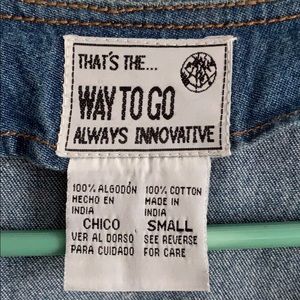 THAT'S THE...
WAY TO GO
ALWAYS INNOVATIVE
100% ALGODÓN
HECHO EN
INDIA
CHICO
VER AL DORSO
PARA CUIDADO
100% COTTON
MADE IN
INDIA
SMALL
SEE REVERSE
FOR CARE